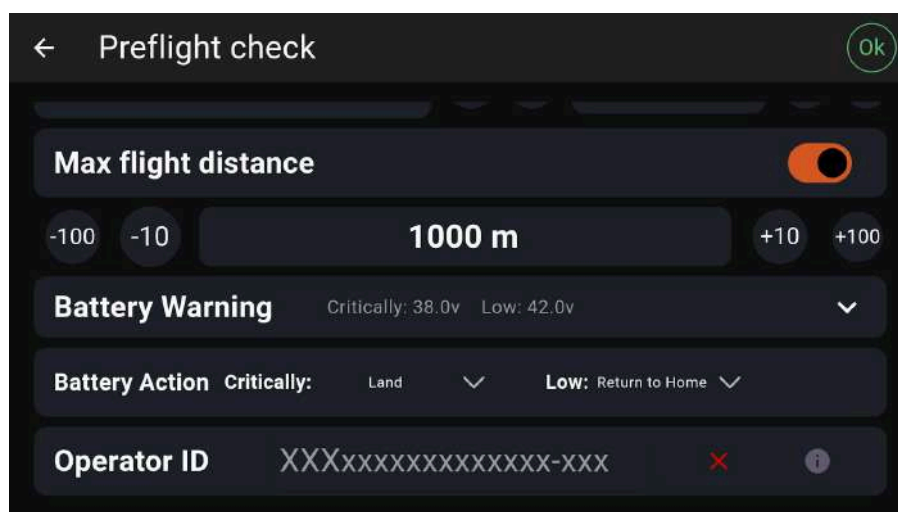 Preflight check Ok
Max flight distance
-100 -10 1000 m +10 +100
Battery Warning Critically: 38.0v Low: 42.0v
Battery Action Critically: Land Low: Return to Home
Operator ID XXXxxxxxxxxxxxxx-xxx